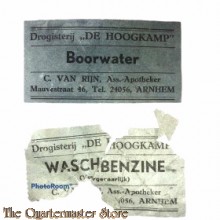 Drogisterij „DE HOOGKAMP"
Boorwater
C. VAN RIJN, Ass.-Apotheker
Mauvestraat 46, Tel. 24056, ARNHEM
Drogisterij „DE HOOGKAMP"
WASCHBENZINE
Ass.-Apotheker
056, ARNHEM
PhotoRoom
The Quartermaster Store